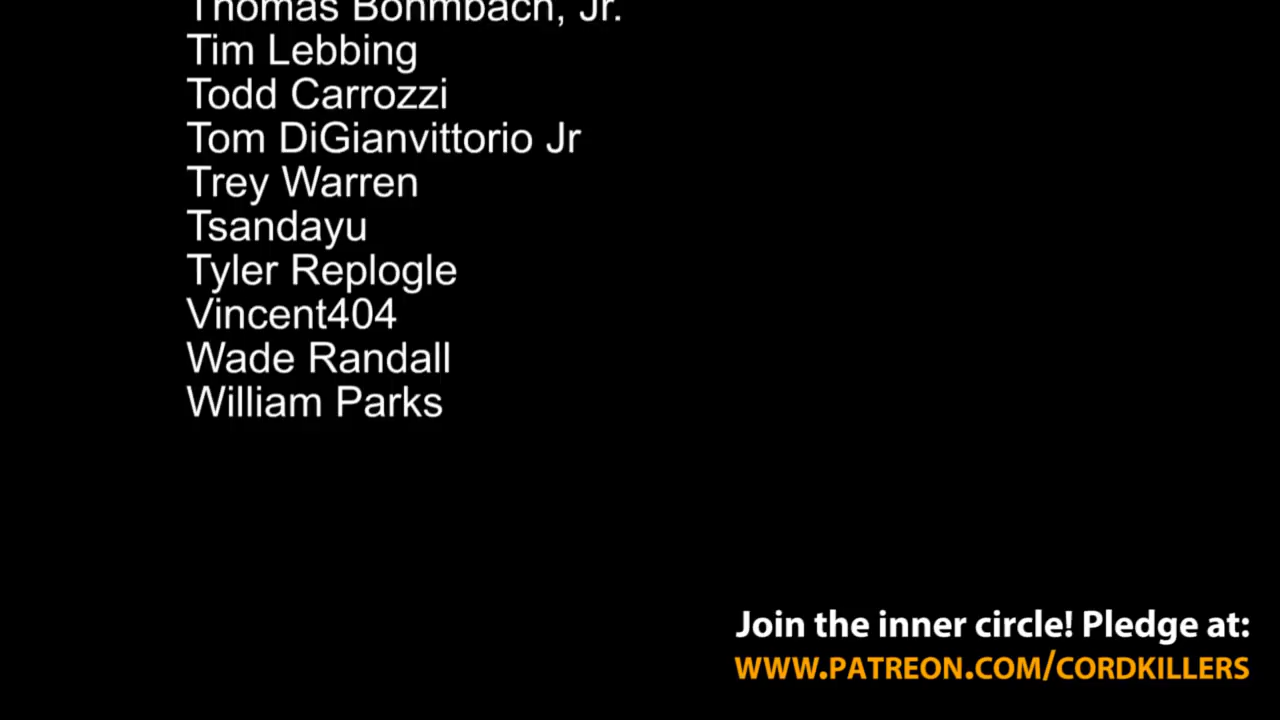 Thomas Bohmbach, Jr.
Tim Lebbing
Todd Carrozzi
Tom DiGianvittorio Jr
Trey Warren
Tsandayu
Tyler Replogle
Vincent404
Wade Randall
William Parks
Join the inner circle! Pledge at:
WWW.PATREON.COM/CORDKILLERS